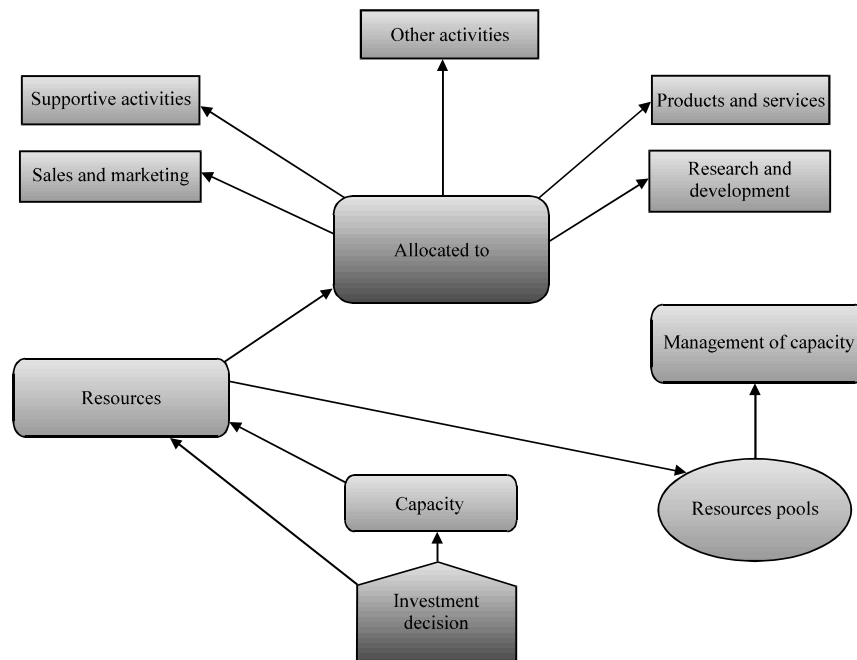 Other activities
Supportive activities
Products and services
Sales and marketing
Research and
development
Allocated to
Management of capacity
Resources
Capacity
Resources pools
Investment
decision